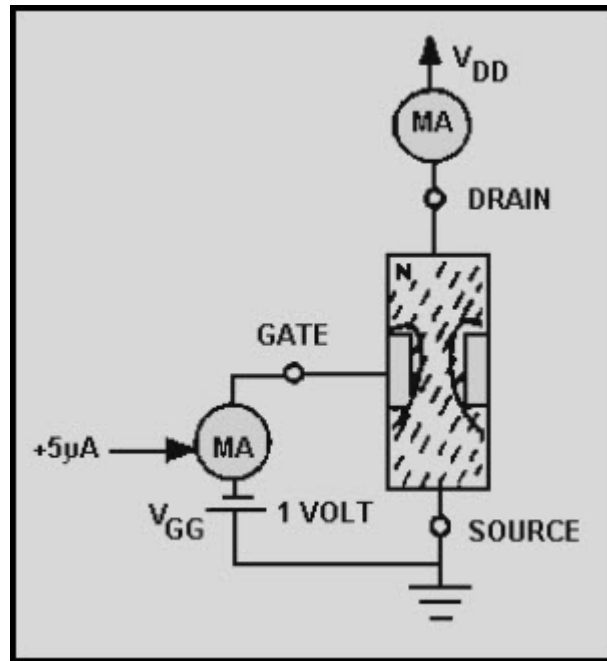 V DD
MA
DRAIN
N
GATE
+5µA
MA
V GG 1 VOLT
SOURCE